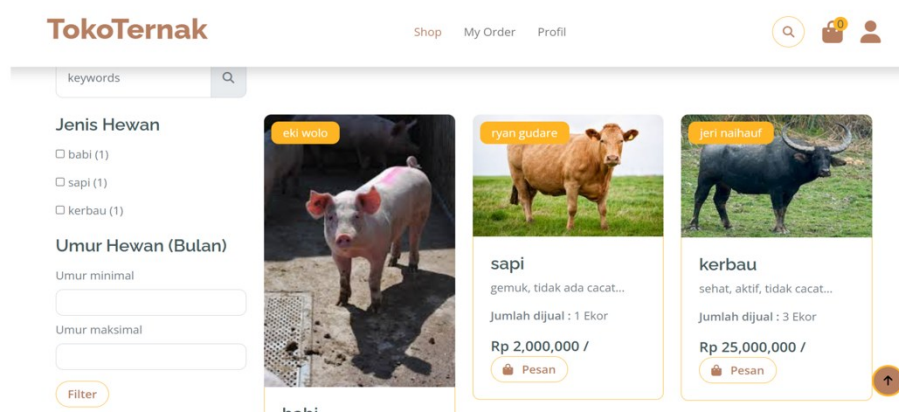 TokoTernak
Shop My Order Profil
0
keywords
Jenis Hewan
babi (1)
sapi (1)
kerbau (1)
Umur Hewan (Bulan)
Umur minimal
Umur maksimal
Filter
eki wolo
babi
ryan gudare
sapi
gemuk, tidak ada cacat...
Jumlah dijual : 1 Ekor
Rp 2,000,000 /
Pesan
jeri naihauf
kerbau
sehat, aktif, tidak cacat...
Jumlah dijual : 3 Ekor
Rp 25,000,000 /
Pesan